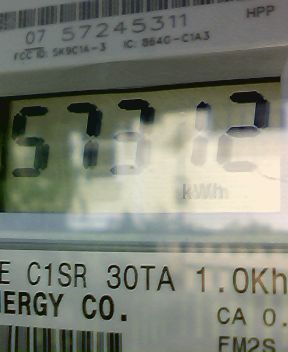 07 57245311 HPP
FCC ID: SK9C1A-3 IC: 864G-C1A3
57312
kWh
E C1SR 30TA 1.0Kh
NERGY CO.
CA 0.
FM2S